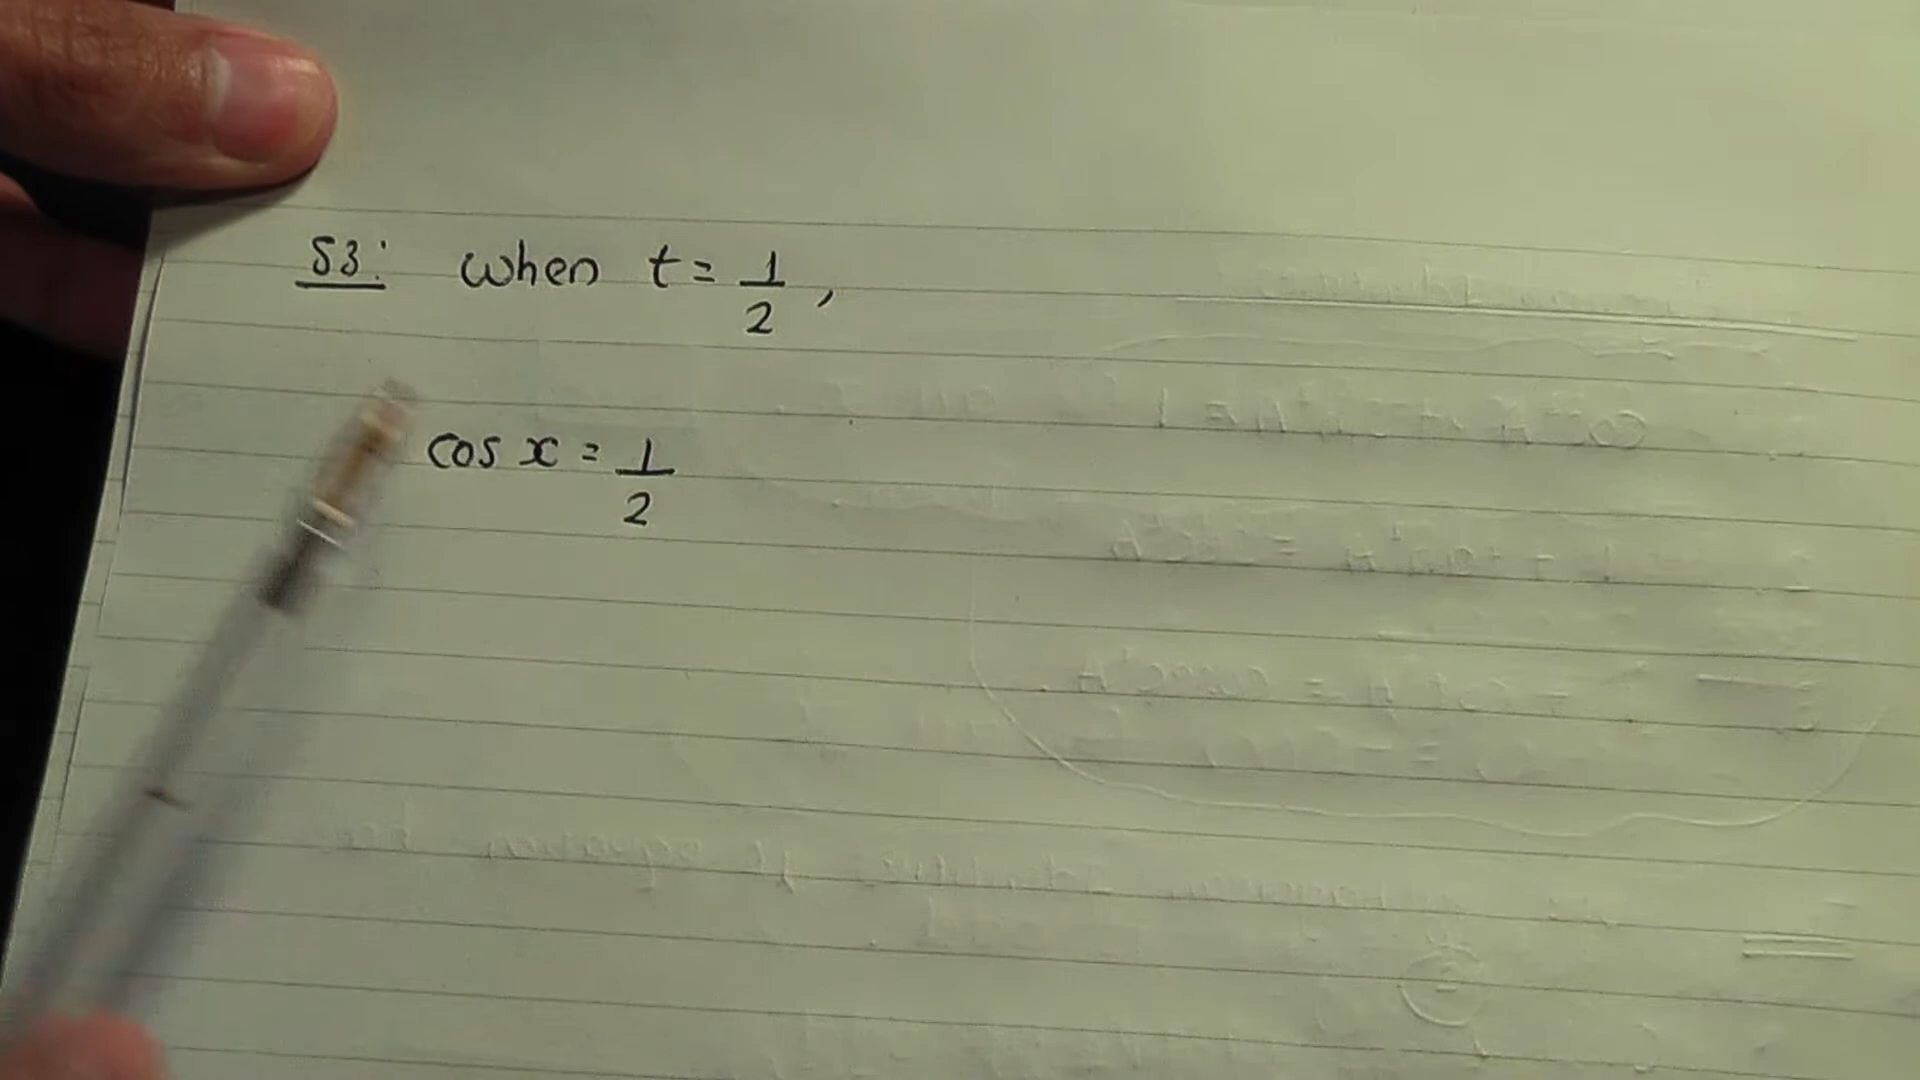 S3: when t = 1/2,
cos x = 1/2